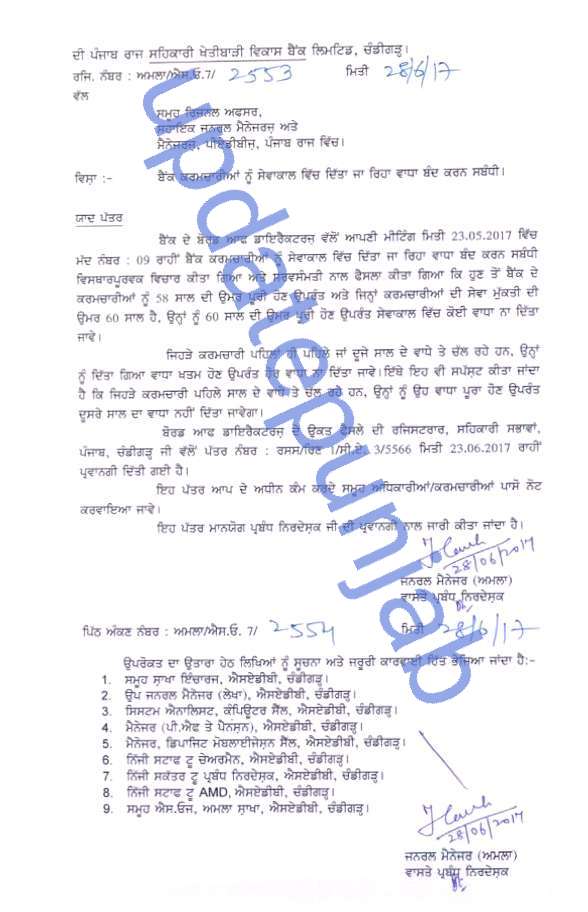 ਦੀ ਪੰਜਾਬ ਰਾਜ ਸਹਿਕਾਰੀ ਖੇਤੀਬਾੜੀ ਵਿਕਾਸ ਬੈਂਕ ਲਿਮਟਿਡ, ਚੰਡੀਗੜ੍ਹ।
ਰਜਿ. ਨੰਬਰ : ਅਮਲਾ/ਐਸ.ਓ.7/ 2553 ਮਿਤੀ 28/6/17
ਵੱਲ
ਸਮੂਹ ਰਿਜਨਲ ਅਫਸਰ,
ਸਹਾਇਕ ਜਨਰਲ ਮੈਨੇਜਰਜ਼ ਅਤੇ
ਮੈਨੇਜਰਜ਼, ਪੀਏਡੀਬੀਜ਼, ਪੰਜਾਬ ਰਾਜ ਵਿੱਚ।
ਵਿਸ਼ਾ :- ਬੈਂਕ ਕਰਮਚਾਰੀਆਂ ਨੂੰ ਸੇਵਾਕਾਲ ਵਿੱਚ ਦਿੱਤਾ ਜਾ ਰਿਹਾ ਵਾਧਾ ਬੰਦ ਕਰਨ ਸਬੰਧੀ।
ਯਾਦ ਪੱਤਰ
ਬੈਂਕ ਦੇ ਬੋਰਡ ਆਫ ਡਾਇਰੈਕਟਰਜ਼ ਵੱਲੋਂ ਆਪਣੀ ਮੀਟਿੰਗ ਮਿਤੀ 23.05.2017 ਵਿੱਚ
ਮੱਦ ਨੰਬਰ : 09 ਰਾਹੀਂ ਬੈਂਕ ਕਰਮਚਾਰੀਆਂ ਨੂੰ ਸੇਵਾਕਾਲ ਵਿੱਚ ਦਿੱਤਾ ਜਾ ਰਿਹਾ ਵਾਧਾ ਬੰਦ ਕਰਨ ਸਬੰਧੀ
ਵਿਸਥਾਰਪੂਰਵਕ ਵਿਚਾਰ ਕੀਤਾ ਗਿਆ ਅਤੇ ਸਰਵਸੰਮਤੀ ਨਾਲ ਫੈਸਲਾ ਕੀਤਾ ਗਿਆ ਕਿ ਹੁਣ ਤੋਂ ਬੈਂਕ ਦੇ
ਕਰਮਚਾਰੀਆਂ ਨੂੰ 58 ਸਾਲ ਦੀ ਉਮਰ ਪੂਰੀ ਹੋਣ ਉਪਰੰਤ ਅਤੇ ਜਿਨ੍ਹਾਂ ਕਰਮਚਾਰੀਆਂ ਦੀ ਸੇਵਾ ਮੁੱਕਤੀ ਦੀ
ਉਮਰ 60 ਸਾਲ ਹੈ, ਉਨ੍ਹਾਂ ਨੂੰ 60 ਸਾਲ ਦੀ ਉਮਰ ਪੂਰੀ ਹੋਣ ਉਪਰੰਤ ਸੇਵਾਕਾਲ ਵਿੱਚ ਕੋਈ ਵਾਧਾ ਨਾ ਦਿੱਤਾ
ਜਾਵੇ।
ਜਿਹੜੇ ਕਰਮਚਾਰੀ ਪਹਿਲਾਂ ਹੀ ਪਹਿਲੇ ਜਾਂ ਦੂਜੇ ਸਾਲ ਦੇ ਵਾਧੇ ਤੇ ਚੱਲ ਰਹੇ ਹਨ, ਉਨ੍ਹਾਂ
ਨੂੰ ਦਿੱਤਾ ਗਿਆ ਵਾਧਾ ਖਤਮ ਹੋਣ ਉਪਰੰਤ ਹੋਰ ਵਾਧਾ ਨਾ ਦਿੱਤਾ ਜਾਵੇ।ਇੱਥੇ ਇਹ ਵੀ ਸਪੱਸ਼ਟ ਕੀਤਾ ਜਾਂਦਾ
ਹੈ ਕਿ ਜਿਹੜੇ ਕਰਮਚਾਰੀ ਪਹਿਲੇ ਸਾਲ ਦੇ ਵਾਧੇ ਤੇ ਚੱਲ ਰਹੇ ਹਨ, ਉਨ੍ਹਾਂ ਨੂੰ ਉਹ ਵਾਧਾ ਪੂਰਾ ਹੋਣ ਉਪਰੰਤ
ਦੂਸਰੇ ਸਾਲ ਦਾ ਵਾਧਾ ਨਹੀਂ ਦਿੱਤਾ ਜਾਵੇਗਾ।
ਬੋਰਡ ਆਫ ਡਾਇਰੈਕਟਰਜ਼ ਦੇ ਉਕਤ ਫੈਸਲੇ ਦੀ ਰਜਿਸਟਰਾਰ, ਸਹਿਕਾਰੀ ਸਭਾਵਾਂ,
ਪੰਜਾਬ, ਚੰਡੀਗੜ੍ਹ ਜੀ ਵੱਲੋਂ ਪੱਤਰ ਨੰਬਰ : ਰਸਸ/ਰਿਣ 1/ਸੀ.ਏ. 3/5566 ਮਿਤੀ 23.06.2017 ਰਾਹੀਂ
ਪ੍ਰਵਾਨਗੀ ਦਿੱਤੀ ਗਈ ਹੈ।
ਇਹ ਪੱਤਰ ਆਪ ਦੇ ਅਧੀਨ ਕੰਮ ਕਰਦੇ ਸਮੂਹ ਅਧਿਕਾਰੀਆਂ/ਕਰਮਚਾਰੀਆਂ ਪਾਸੋਂ ਨੋਟ
ਕਰਵਾਇਆ ਜਾਵੇ।
ਇਹ ਪੱਤਰ ਮਾਨਯੋਗ ਪ੍ਰਬੰਧ ਨਿਰਦੇਸ਼ਕ ਜੀ ਦੀ ਪ੍ਰਵਾਨਗੀ ਨਾਲ ਜਾਰੀ ਕੀਤਾ ਜਾਂਦਾ ਹੈ।
28/06/2017
ਜਨਰਲ ਮੈਨੇਜਰ (ਅਮਲਾ)
ਵਾਸਤੇ ਪ੍ਰਬੰਧ ਨਿਰਦੇਸ਼ਕ
ਪਿੱਠ ਅੰਕਣ ਨੰਬਰ : ਅਮਲਾ/ਐਸ.ਓ. 7/ 2554 ਮਿਤੀ 28/6/17
ਉਪਰੋਕਤ ਦਾ ਉਤਾਰਾ ਹੇਠ ਲਿਖਿਆਂ ਨੂੰ ਸੂਚਨਾ ਅਤੇ ਜਰੂਰੀ ਕਾਰਵਾਈ ਹਿੱਤ ਭੇਜਿਆ ਜਾਂਦਾ ਹੈ:-
1. ਸਮੂਹ ਸ਼ਾਖਾ ਇੰਚਾਰਜ, ਐਸਏਡੀਬੀ, ਚੰਡੀਗੜ੍ਹ।
2. ਉਪ ਜਨਰਲ ਮੈਨੇਜਰ (ਲੇਖਾ), ਐਸਏਡੀਬੀ, ਚੰਡੀਗੜ੍ਹ।
3. ਸਿਸਟਮ ਐਨਾਲਿਸਟ, ਕੰਪਿਊਟਰ ਸੈੱਲ, ਐਸਏਡੀਬੀ, ਚੰਡੀਗੜ੍ਹ।
4. ਮੈਨੇਜਰ (ਪੀ.ਐਫ ਤੇ ਪੈਨਸ਼ਨ), ਐਸਏਡੀਬੀ, ਚੰਡੀਗੜ੍ਹ।
5. ਮੈਨੇਜਰ, ਡਿਪਾਜਿਟ ਮੋਬਲਾਈਜੇਸ਼ਨ ਸੈੱਲ, ਐਸਏਡੀਬੀ, ਚੰਡੀਗੜ੍ਹ।
6. ਨਿੱਜੀ ਸਟਾਫ ਟੂ ਚੇਅਰਮੈਨ, ਐਸਏਡੀਬੀ, ਚੰਡੀਗੜ੍ਹ।
7. ਨਿੱਜੀ ਸਕੱਤਰ ਟੂ ਪ੍ਰਬੰਧ ਨਿਰਦੇਸ਼ਕ, ਐਸਏਡੀਬੀ, ਚੰਡੀਗੜ੍ਹ।
8. ਨਿੱਜੀ ਸਟਾਫ ਟੂ AMD, ਐਸਏਡੀਬੀ, ਚੰਡੀਗੜ੍ਹ।
9. ਸਮੂਹ ਐਸ.ਓਜ਼, ਅਮਲਾ ਸ਼ਾਖਾ, ਐਸਏਡੀਬੀ, ਚੰਡੀਗੜ੍ਹ।
28/06/2017
ਜਨਰਲ ਮੈਨੇਜਰ (ਅਮਲਾ)
ਵਾਸਤੇ ਪ੍ਰਬੰਧ ਨਿਰਦੇਸ਼ਕ
updatepunjab